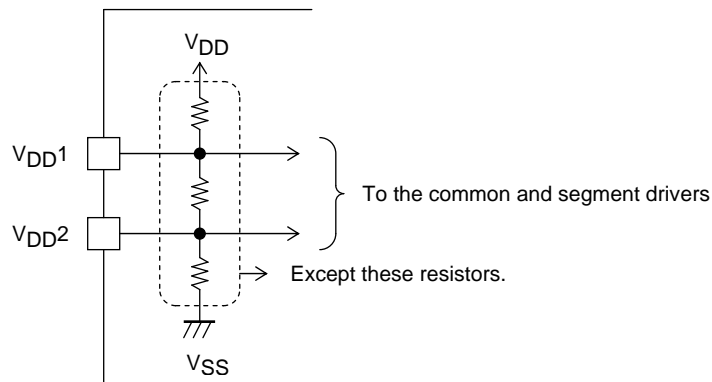 VDD
VDD1
To the common and segment drivers
VDD2
Except these resistors.
VSS